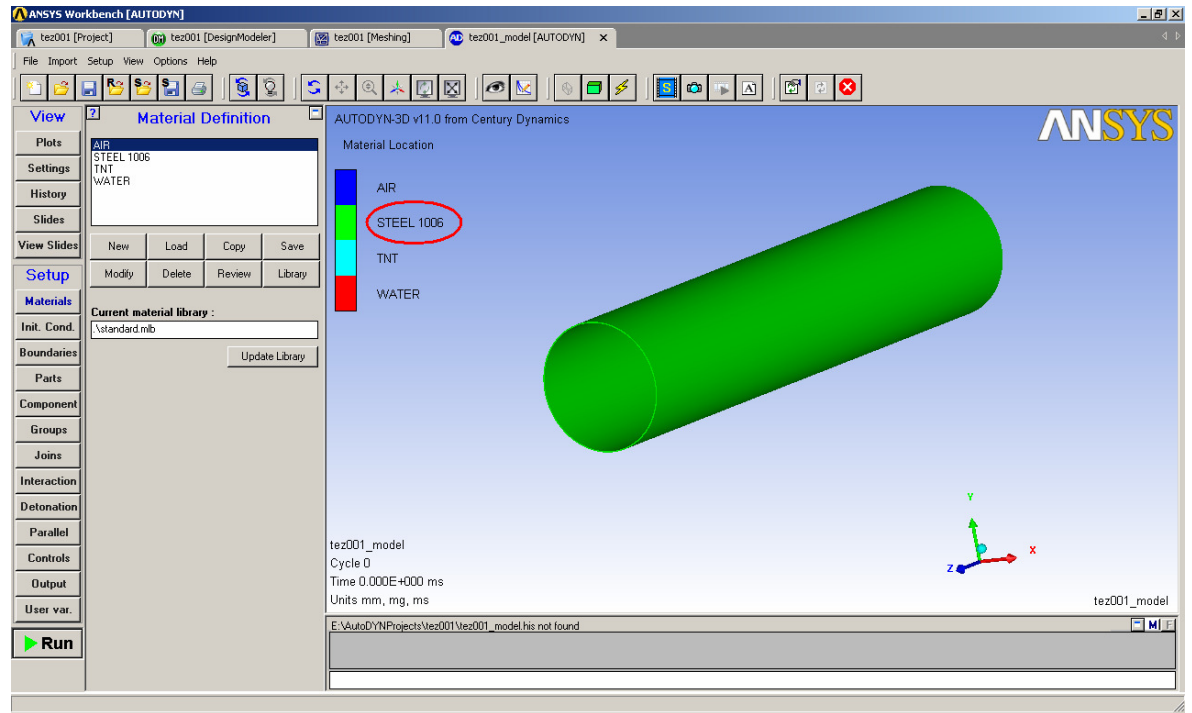 ANSYS Workbench [AUTODYN]
tez001 [Project]
tez001 [DesignModeler]
tez001 [Meshing]
AD tez001_model [AUTODYN] x
File Import Setup View Options Help
View
Plots
Settings
History
Slides
View Slides
Setup
Materials
Init. Cond.
Boundaries
Parts
Component
Groups
Joins
Interaction
Detonation
Parallel
Controls
Output
User var.
Run
? Material Definition
AIR
STEEL 1006
TNT
WATER
New Load Copy Save
Modify Delete Review Library
Current material library :
.\standard.mlb
Update Library
AUTODYN-3D v11.0 from Century Dynamics
Material Location
AIR
STEEL 1006
TNT
WATER
ANSYS
Y
X
Z
tez001_model
Cycle 0
Time 0.000E+000 ms
Units mm, mg, ms
tez001_model
E:\AutoDYNProjects\tez001\tez001_model.his not found
M F